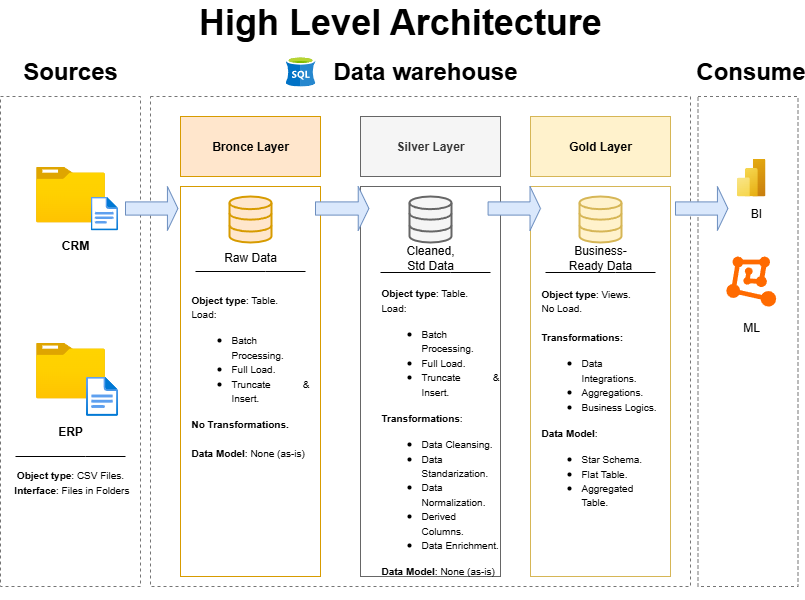 High Level Architecture
Sources
SQL
Data warehouse
Consume
CRM
ERP
Object type: CSV Files.
Interface: Files in Folders
Bronce Layer
Raw Data
Object type: Table.
Load:
• Batch
Processing.
• Full Load.
• Truncate &
Insert.
No Transformations.
Data Model: None (as-is)
Silver Layer
Cleaned,
Std Data
Object type: Table.
Load:
• Batch
Processing.
• Full Load.
• Truncate &
Insert.
Transformations:
• Data Cleansing.
• Data
Standarization.
• Data
Normalization.
• Derived
Columns.
• Data Enrichment.
Data Model: None (as-is)
Gold Layer
Business-
Ready Data
Object type: Views.
No Load.
Transformations:
• Data
Integrations.
• Aggregations.
• Business Logics.
Data Model:
• Star Schema.
• Flat Table.
• Aggregated
Table.
BI
ML